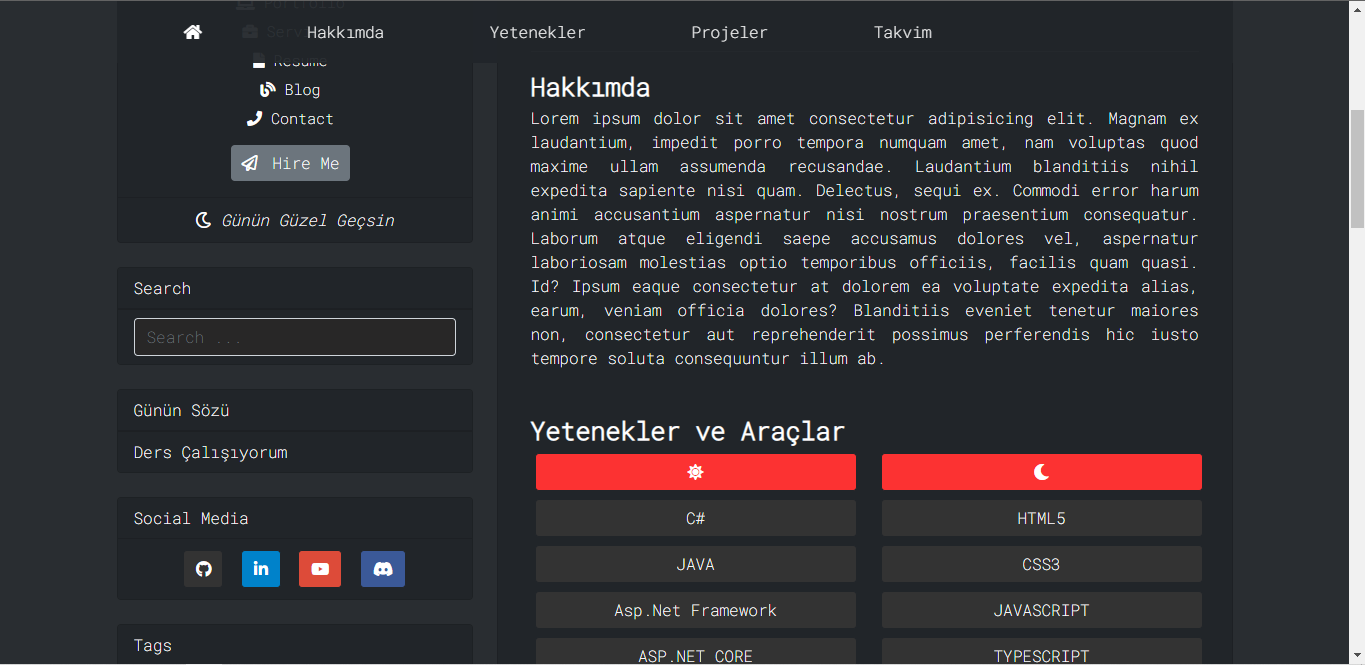 Portfolio
Hakkımda
Yetenekler
Projeler
Takvim
Resume
Blog
Contact
Hire Me
Günün Güzel Geçsin
Search
Search ...
Günün Sözü
Ders Çalışıyorum
Social Media
in
Tags
Hakkımda
Lorem ipsum dolor sit amet consectetur adipisicing elit. Magnam ex
laudantium, impedit porro tempora numquam amet, nam voluptas quod
maxime ullam assumenda recusandae. Laudantium blanditiis nihil
expedita sapiente nisi quam. Delectus, sequi ex. Commodi error harum
animi accusantium aspernatur nisi nostrum praesentium consequatur.
Laborum atque eligendi saepe accusamus dolores vel, aspernatur
laboriosam molestias optio temporibus officiis, facilis quam quasi.
Id? Ipsum eaque consectetur at dolorem ea voluptate expedita alias,
earum, veniam officia dolores? Blanditiis eveniet tenetur maiores
non, consectetur aut reprehenderit possimus perferendis hic iusto
tempore soluta consequuntur illum ab.
Yetenekler ve Araçlar
C#
HTML5
JAVA
CSS3
Asp.Net Framework
JAVASCRIPT
ASP.NET CORE
TYPESCRIPT